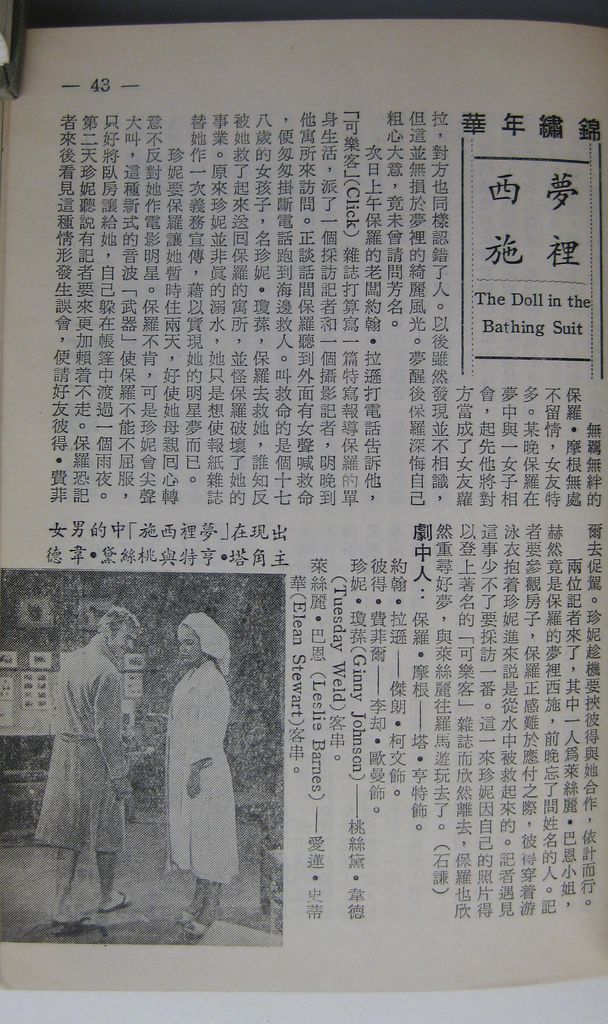 — 43 —
錦繡年華
夢裡西施
The Doll in the
Bathing Suit
無羈無絆的
保羅・摩根無處
不留情，女友特
多。某晚保羅在
夢中與一女子相
會，起先他將對
方當成了女友蘿
拉，對方也同樣認錯了人。以後雖然發現並不相識，
但這並無損於夢裡的綺麗風光。夢醒後保羅深悔自己
粗心大意，竟未曾請問芳名。
次日上午保羅的老闆約翰・拉遜打電話告訴他，
「可樂客」(Click) 雜誌打算寫一篇特寫報導保羅的單
身生活，派了一個採訪記者和一個攝影記者，明晚到
他寓所來訪問。正談話間保羅聽到外面有女聲喊救命
，便匆匆掛斷電話跑到海邊救人。叫救命的是個十七
八歲的女孩子，名珍妮・瓊蓀，保羅去救她，誰知反
被她救了起來送回保羅的寓所，並怪保羅破壞了她的
事業。原來珍妮並非眞的溺水，她只是想使報紙雜誌
替她作一次義務宣傳，藉以實現她的明星夢而已。
珍妮要保羅讓她暫時住兩天，好使她母親回心轉
意不反對她作電影明星。保羅不肯，可是珍妮會尖聲
大叫，這種新式的音波「武器」使保羅不能不屈服，
只好將臥房讓給她，自己躱在帳篷中渡過一個雨夜。
第二天珍妮聽說有記者要來更加賴着不走。保羅恐記
者來後看見這種情形發生誤會，便請好友彼得・費菲
爾去促駕。珍妮趁機要挾彼得與她合作，依計而行。
兩位記者來了，其中一人爲萊絲麗・巴恩小姐，
赫然竟是保羅的夢裡西施，前晚忘了問姓名的人。記
者要參觀房子，保羅正感難於應付之際，彼得穿着游
泳衣抱着珍妮進來說是從水中被救起來的。記者遇見
這事少不了要採訪一番。這一來珍妮因自己的照片得
以登上著名的「可樂客」雜誌而欣然離去，保羅也欣
然重尋好夢，與萊絲麗往羅馬遊玩去了。（石謙）
劇中人：保羅・摩根——塔・亨特飾。
約翰・拉遜——傑朗・柯文飾。
彼得・費菲爾——李却・歐曼飾。
珍妮・瓊蓀(Ginny Johnson)——桃絲黛・韋德
(Tuesday Weld)客串。
萊絲麗・巴恩 (Leslie Barnes)——愛蓮・史蒂
華(Elean Stewart)客串。
出現在「夢裡西施」中的男女
主角塔・亨特與桃絲黛・韋德